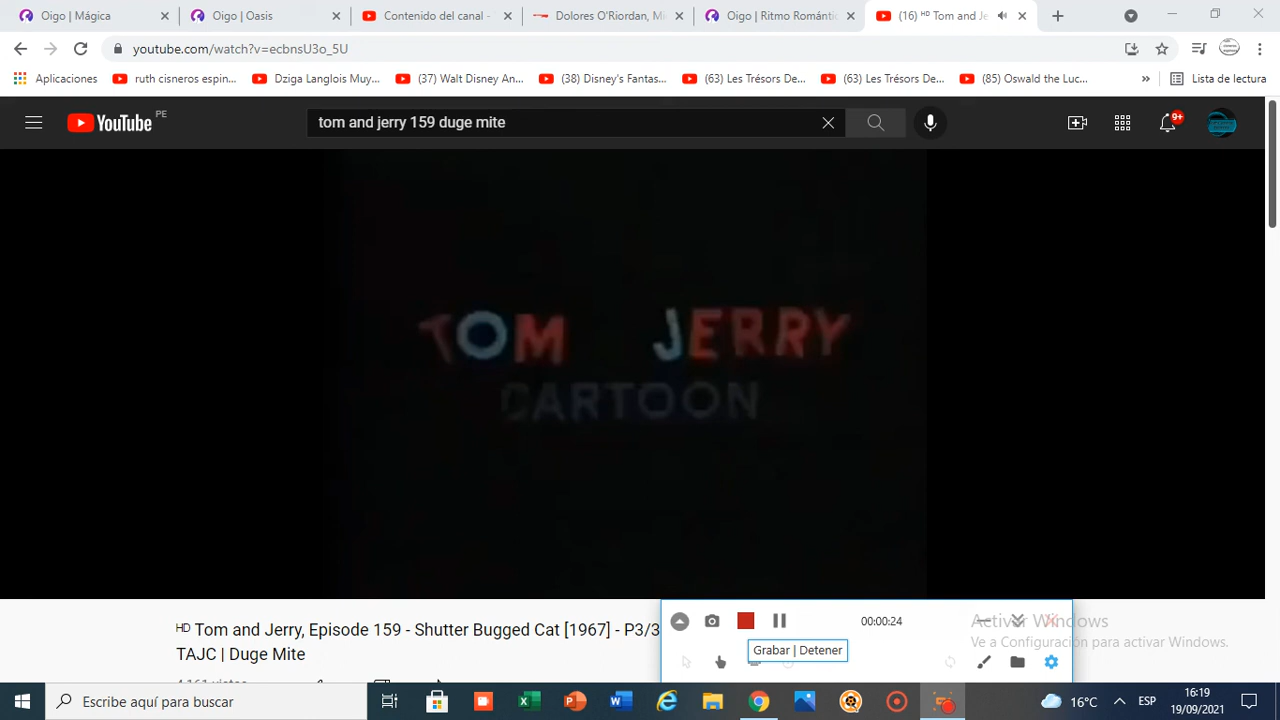 Oigo | Mágica
Oigo | Oasis
Contenido del canal -
Dolores O'Riordan, Mu
Oigo | Ritmo Romántic
(16) ᴴᴰ Tom and Je
youtube.com/watch?v=ecbnsU3o_5U
Aplicaciones
ruth cisneros espin...
Dziga Langlois Muy...
(37) Walt Disney An...
(38) Disney's Fantas...
(63) Les Trésors De...
(63) Les Trésors De...
(85) Oswald the Luc...
»
Lista de lectura
YouTube PE
tom and jerry 159 duge mite
9+
TOM JERRY
CARTOON
ᴴᴰ Tom and Jerry, Episode 159 - Shutter Bugged Cat [1967] - P3/3
TAJC | Duge Mite
00:00:24
Grabar | Detener
Activar Windows
Ve a Configuración para activar Windows.
Escribe aquí para buscar
16°C
ESP
16:19
19/09/2021